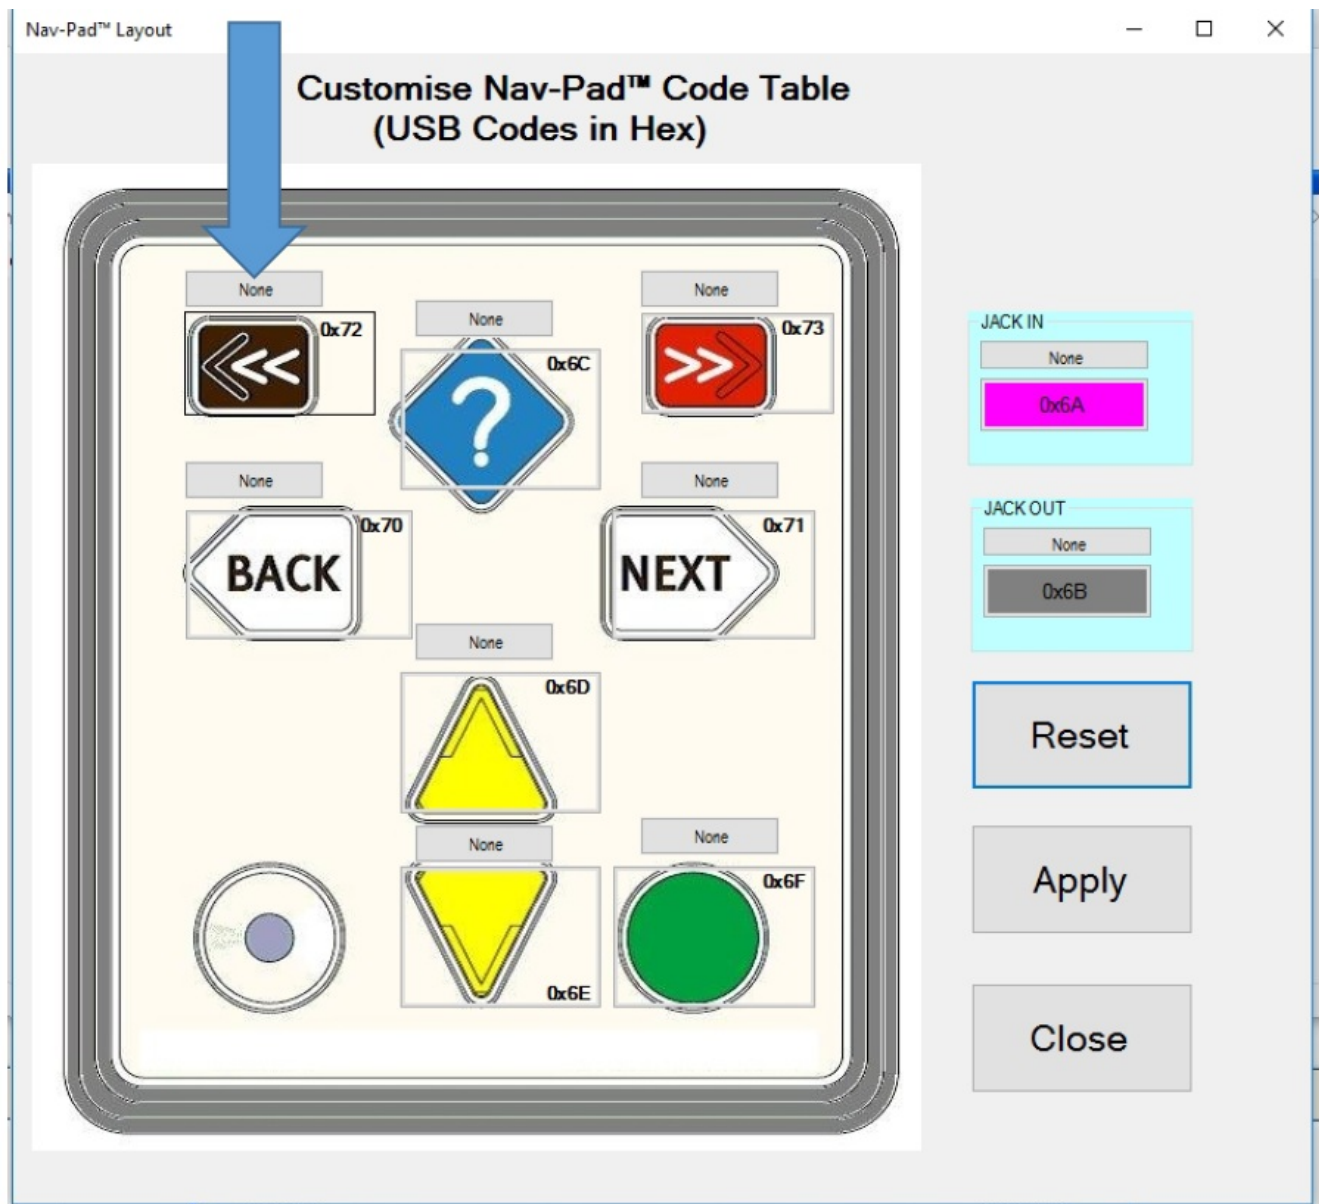 Nav-Pad™ Layout
Customise Nav-Pad™ Code Table
(USB Codes in Hex)
None
None
None
0x72
0x6C
0x73
None
None
0x70
BACK
0x71
NEXT
None
0x6D
None
None
0x6E
0x6F
JACK IN
None
0x6A
JACK OUT
None
0x6B
Reset
Apply
Close